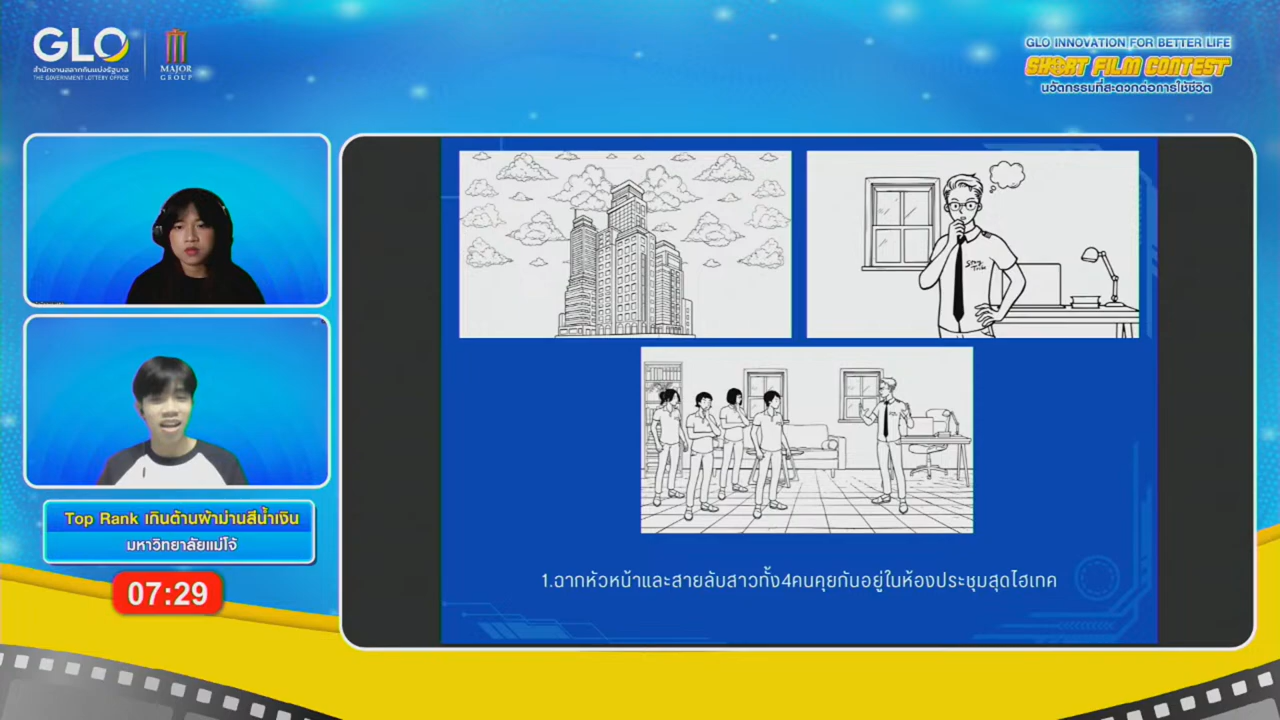 GLO
สำนักงานสลากกินแบ่งรัฐบาล
THE GOVERNMENT LOTTERY OFFICE
MAJOR
GROUP
GLO INNOVATION FOR BETTER LIFE
SHORT FILM CONTEST
นวัตกรรมที่สะดวกต่อการใช้ชีวิต
Top Rank เกินต้านผ้าม่านสีน้ำเงิน
มหาวิทยาลัยแม่โจ้
07:29
1.ฉากหัวหน้าและสายลับสาวทั้ง4คนคุยกันอยู่ในห้องประชุมสุดไฮเทค